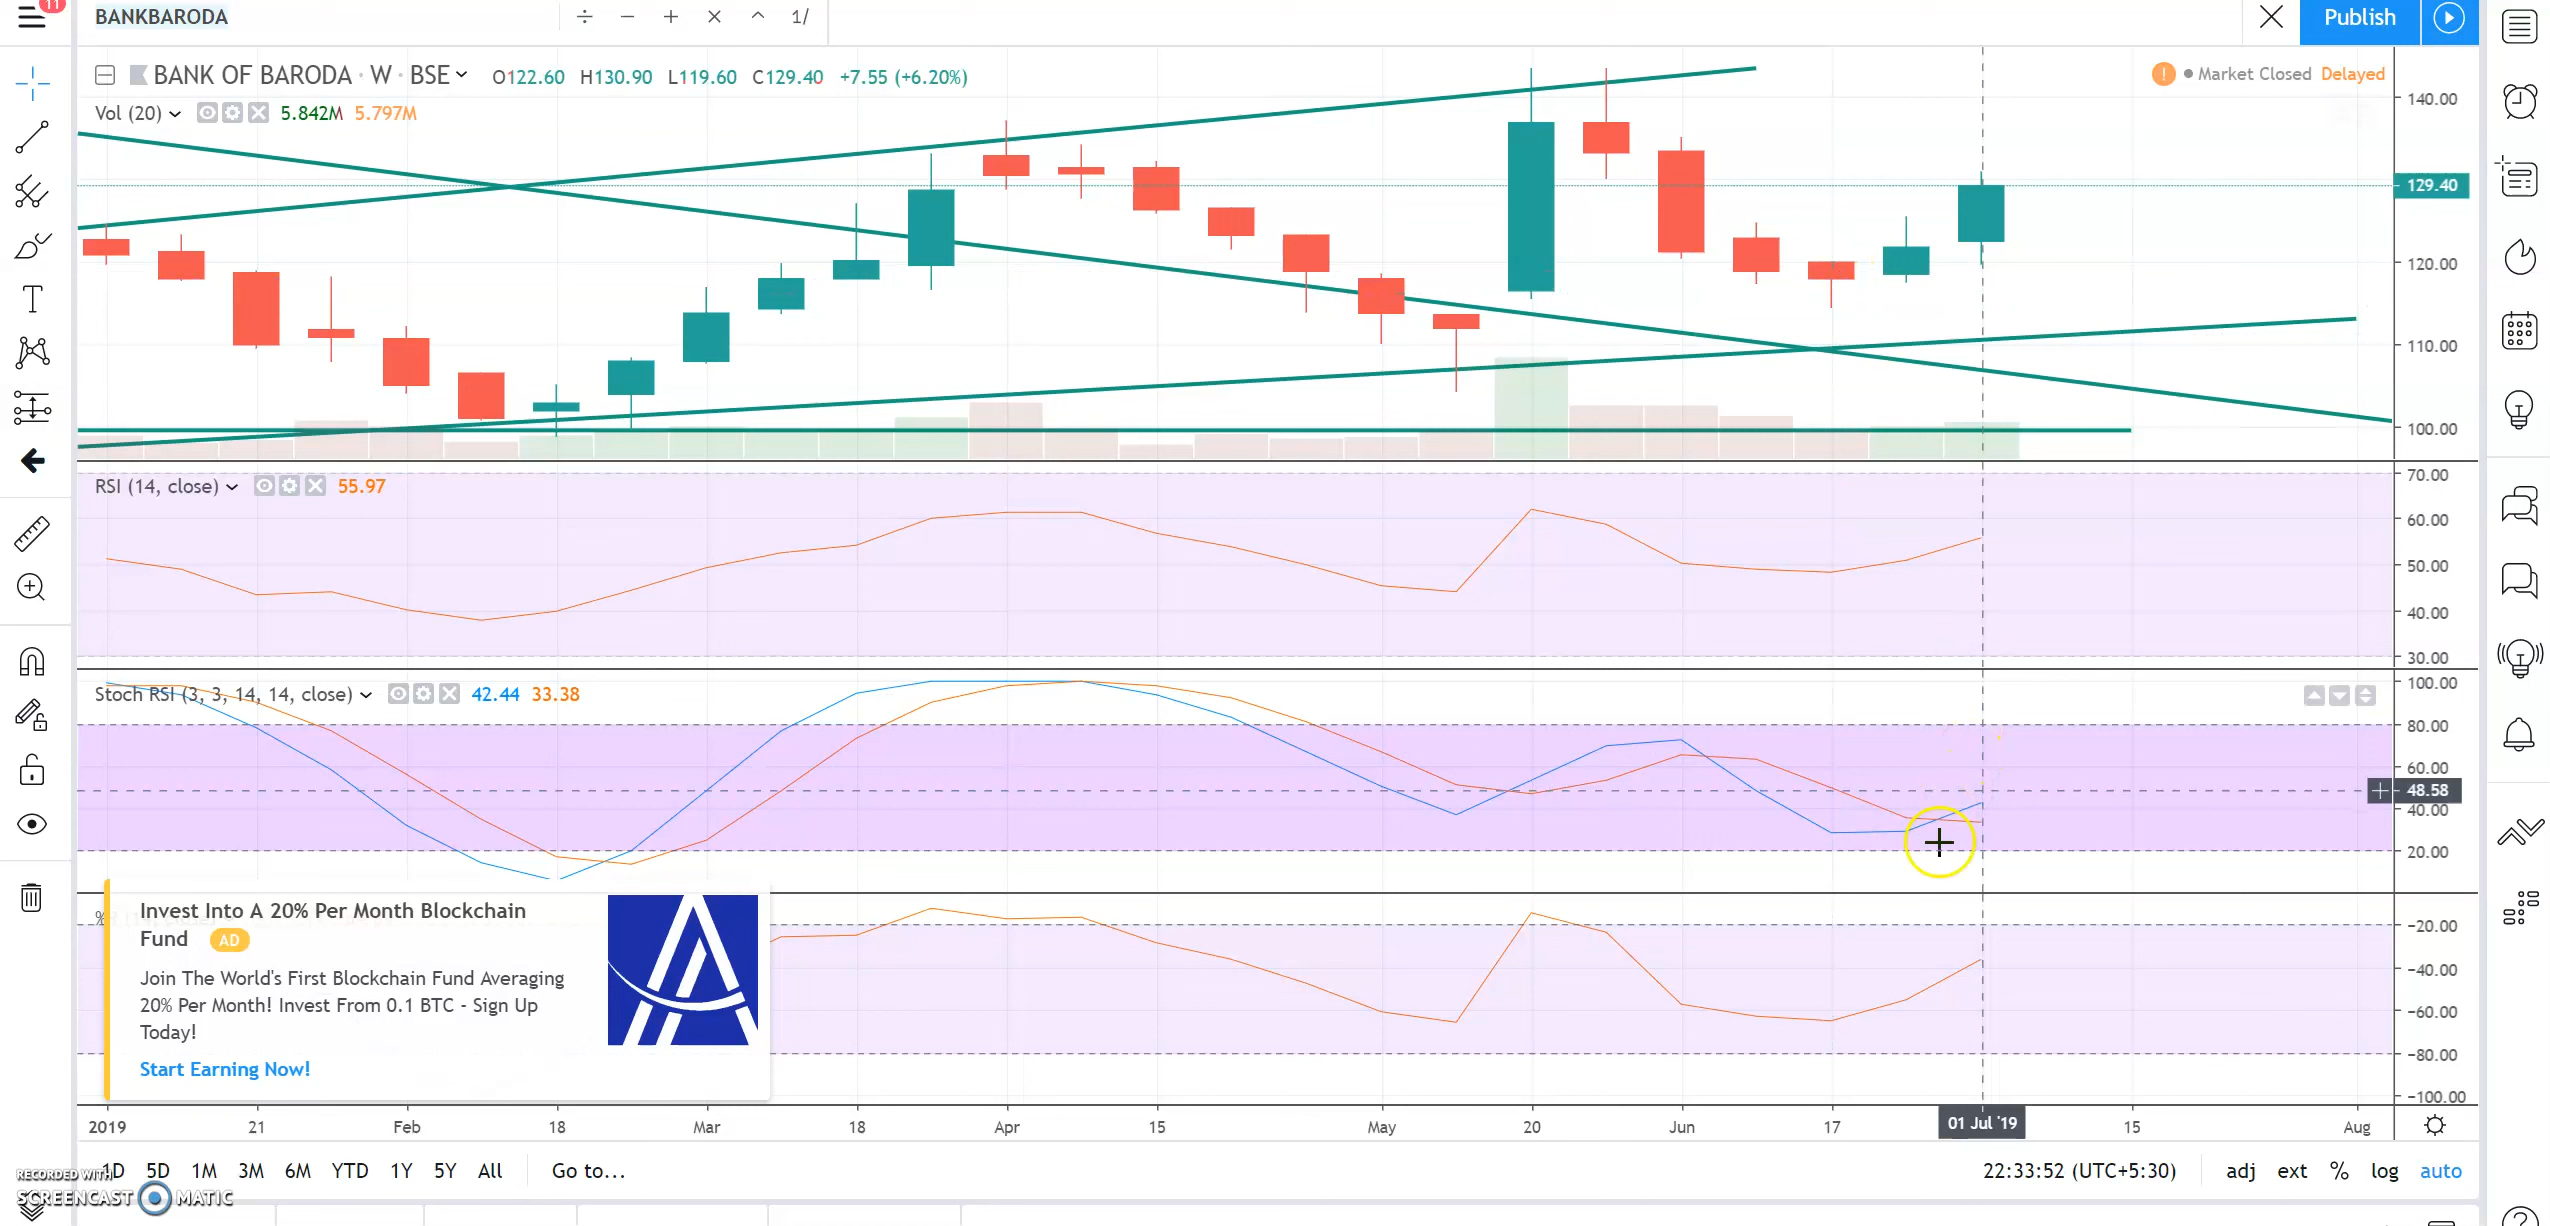 11
BANKBARODA
1/
Publish
BANK OF BARODA · W · BSE O122.60 H130.90 L119.60 C129.40 +7.55 (+6.20%)
Market Closed Delayed
Vol (20) 5.842M 5.797M
140.00
129.40
120.00
110.00
100.00
RSI (14, close) 55.97
70.00
60.00
50.00
40.00
30.00
Stoch RSI (3, 3, 14, 14, close) 42.44 33.38
100.00
80.00
60.00
48.58
40.00
20.00
Invest Into A 20% Per Month Blockchain
Fund AD
Join The World's First Blockchain Fund Averaging
20% Per Month! Invest From 0.1 BTC - Sign Up
Today!
Start Earning Now!
-20.00
-40.00
-60.00
-80.00
-100.00
2019 21 Feb 18 Mar 18 Apr 15 May 20 Jun 17 01 Jul '19 15 Aug
1D 5D 1M 3M 6M YTD 1Y 5Y All Go to... 22:33:52 (UTC+5:30) adj ext % log auto
RECORDED WITH
SCREENCAST MATIC